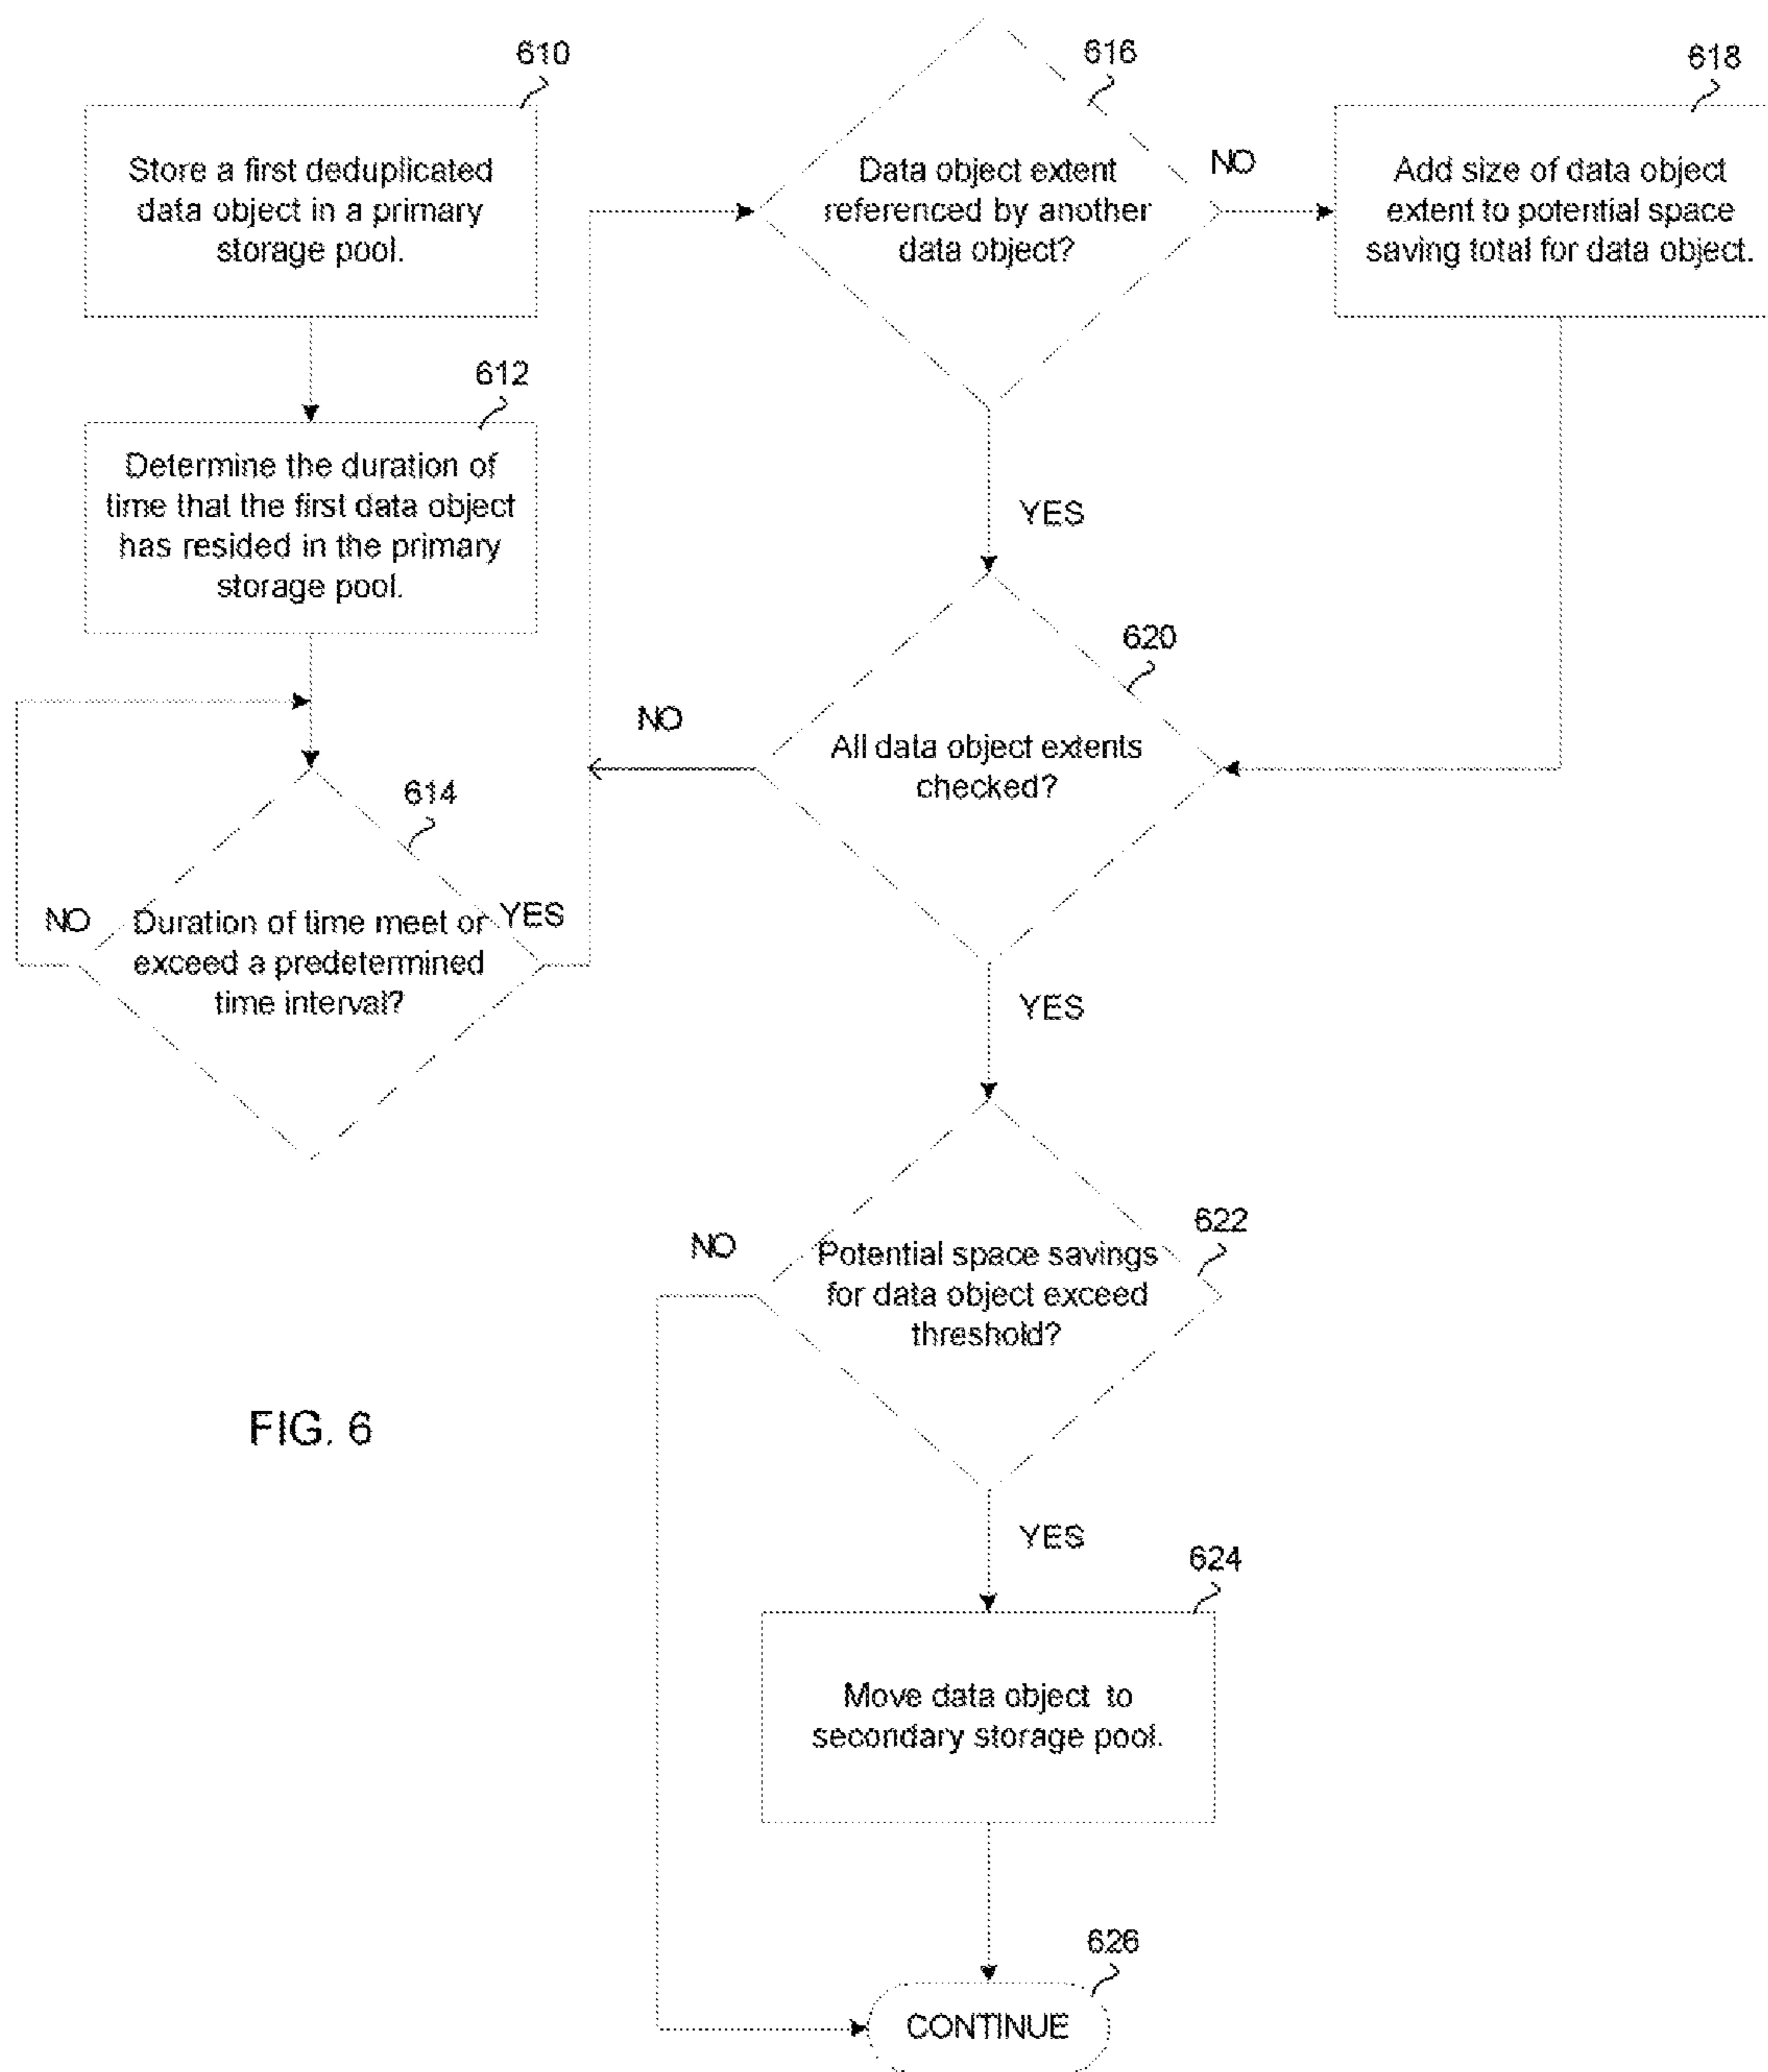 610
Store a first deduplicated
data object in a primary
storage pool.
612
Determine the duration of
time that the first data object
has resided in the primary
storage pool.
614
NO
Duration of time meet or
exceed a predetermined
time interval?
YES
616
Data object extent
referenced by another
data object?
NO
YES
618
Add size of data object
extent to potential space
saving total for data object.
620
NO
All data object extents
checked?
YES
622
NO
Potential space savings
for data object exceed
threshold?
YES
624
Move data object to
secondary storage pool.
626
CONTINUE
FIG. 6